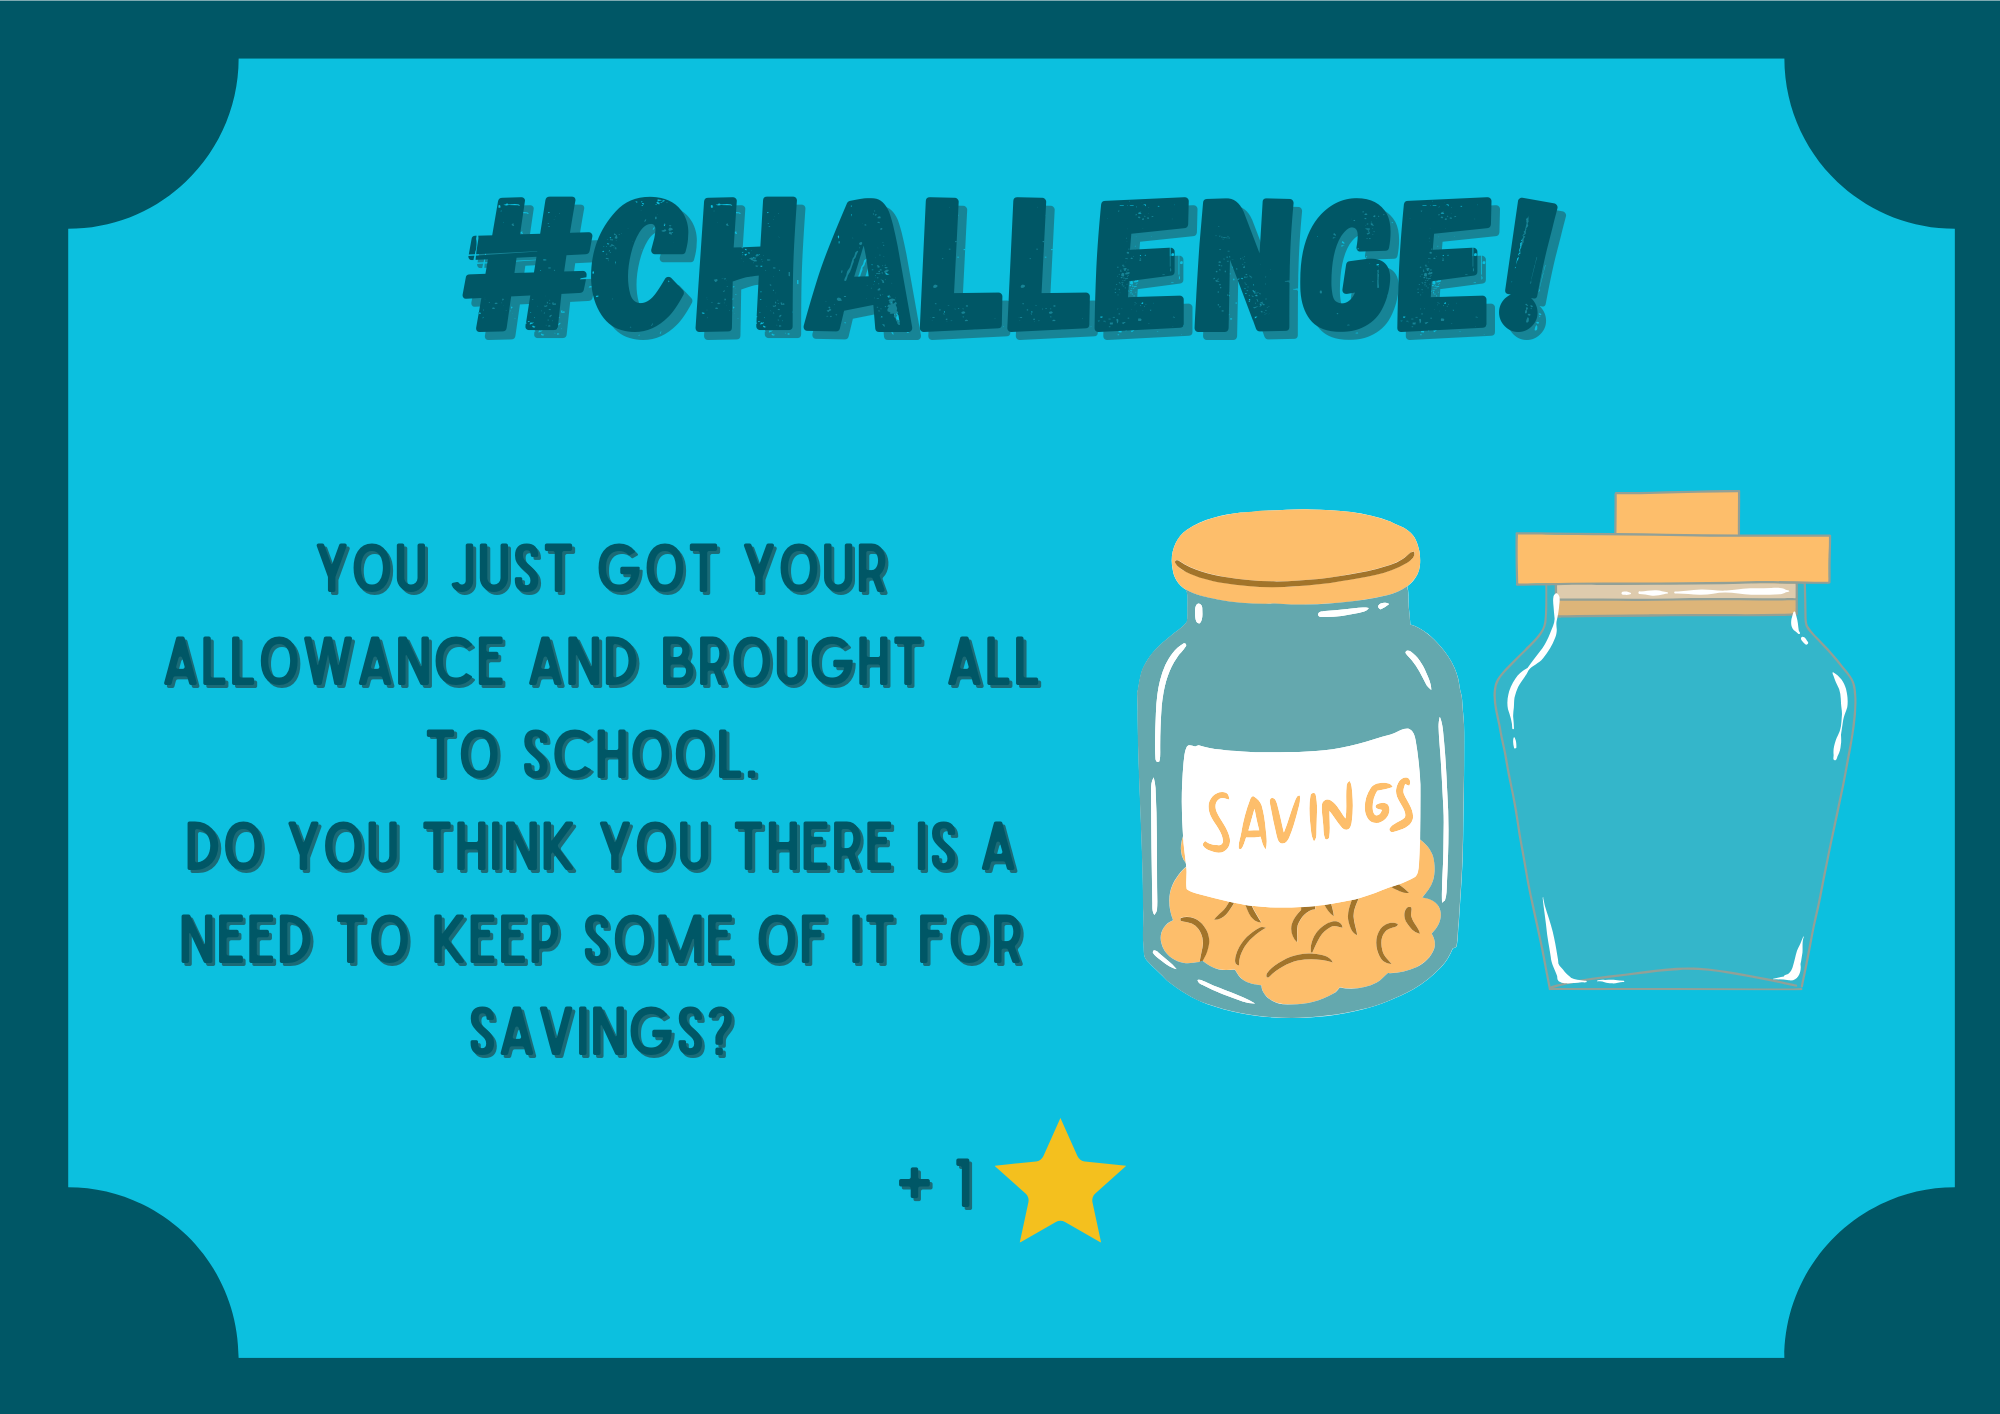 #CHALLENGE!
YOU JUST GOT YOUR
ALLOWANCE AND BROUGHT ALL
TO SCHOOL.
DO YOU THINK YOU THERE IS A
NEED TO KEEP SOME OF IT FOR
SAVINGS?
SAVINGS
+ 1